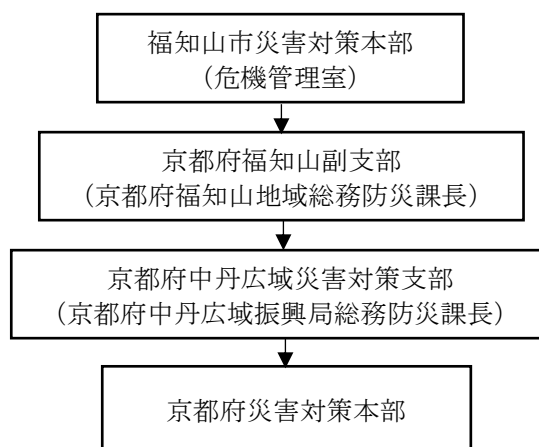 福知山市災害対策本部
（危機管理室）
京都府福知山副支部
（京都府福知山地域総務防災課長）
京都府中丹広域災害対策支部
（京都府中丹広域振興局総務防災課長）
京都府災害対策本部